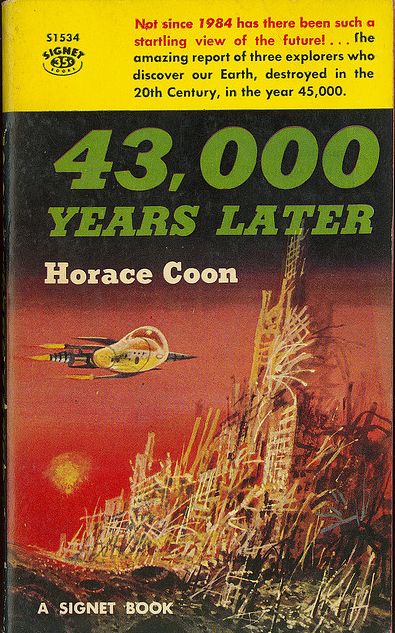 S1534
SIGNET
35¢
BOOKS
Not since 1984 has there been such a
startling view of the future! . . . The
amazing report of three explorers who
discover our Earth, destroyed in the
20th Century, in the year 45,000.
43,000
YEARS LATER
Horace Coon
A SIGNET BOOK